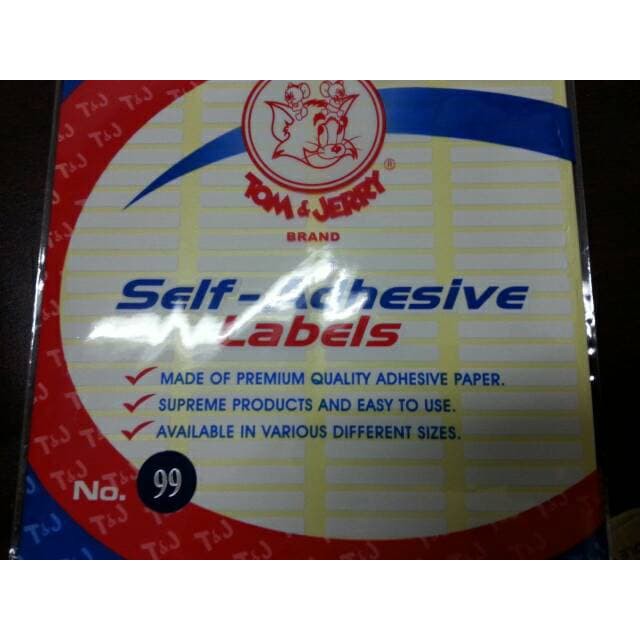 TOM & JERRY®
BRAND
Self-Adhesive
Labels
MADE OF PREMIUM QUALITY ADHESIVE PAPER.
SUPREME PRODUCTS AND EASY TO USE.
AVAILABLE IN VARIOUS DIFFERENT SIZES.
No. 99
T&J